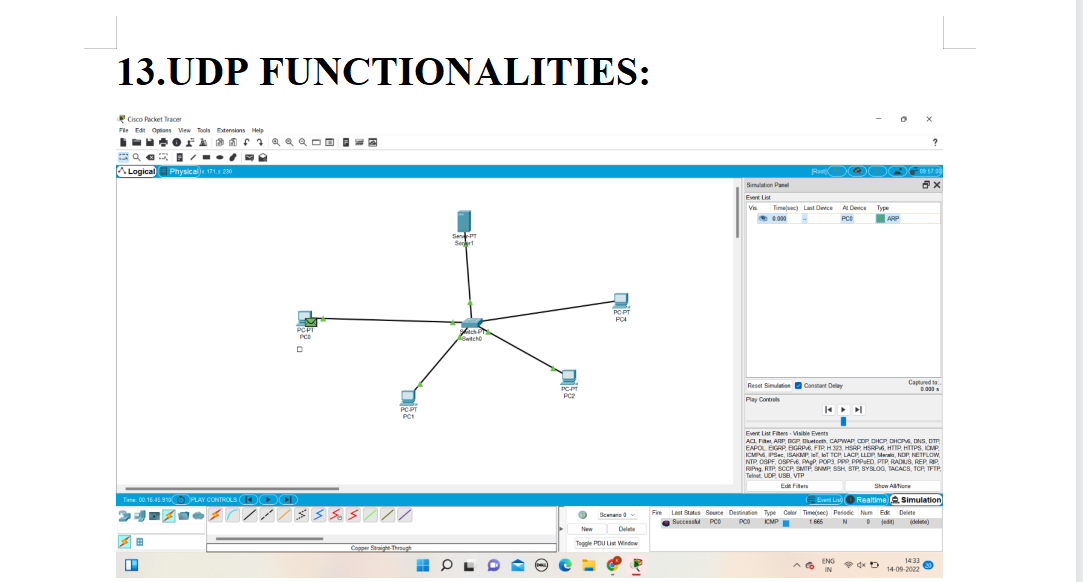 13.UDP FUNCTIONALITIES:
Cisco Packet Tracer
File Edit Options View Tools Extensions Help
Logical Physical x: 171, y: 230
[Root]
09:57:00
Simulation Panel
Event List
Vis. Time(sec) Last Device At Device Type
0.000 -- PC0 ARP
Server-PT
Server1
PC-PT
PC4
PC-PT
PC0
Switch-PT
Switch0
PC-PT
PC2
PC-PT
PC1
Reset Simulation Constant Delay
Captured to:
0.000 s
Play Controls
Event List Filters - Visible Events
ACL Filter, ARP, BGP, Bluetooth, CAPWAP, CDP, DHCP, DHCPv6, DNS, DTP,
EAPOL, EIGRP, EIGRPv6, FTP, H.323, HSRP, HSRPv6, HTTP, HTTPS, ICMP,
ICMPv6, IPSec, ISAKMP, IoT, IoT TCP, LACP, LLDP, Meraki, NDP, NETFLOW,
NTP, OSPF, OSPFv6, PAgP, POP3, PPP, PPPoED, PTP, RADIUS, REP, RIP,
RIPng, RTP, SCCP, SMTP, SNMP, SSH, STP, SYSLOG, TACACS, TCP, TFTP,
Telnet, UDP, USB, VTP
Edit Filters Show All/None
Time: 00:16:45.910 PLAY CONTROLS:
Event List Realtime Simulation
Scenario 0
New Delete
Toggle PDU List Window
Fire Last Status Source Destination Type Color Time(sec) Periodic Num Edit Delete
Successful PC0 PC0 ICMP 1.665 N 0 (edit) (delete)
Copper Straight-Through
DELL
ENG
IN
14:33
14-09-2022
20